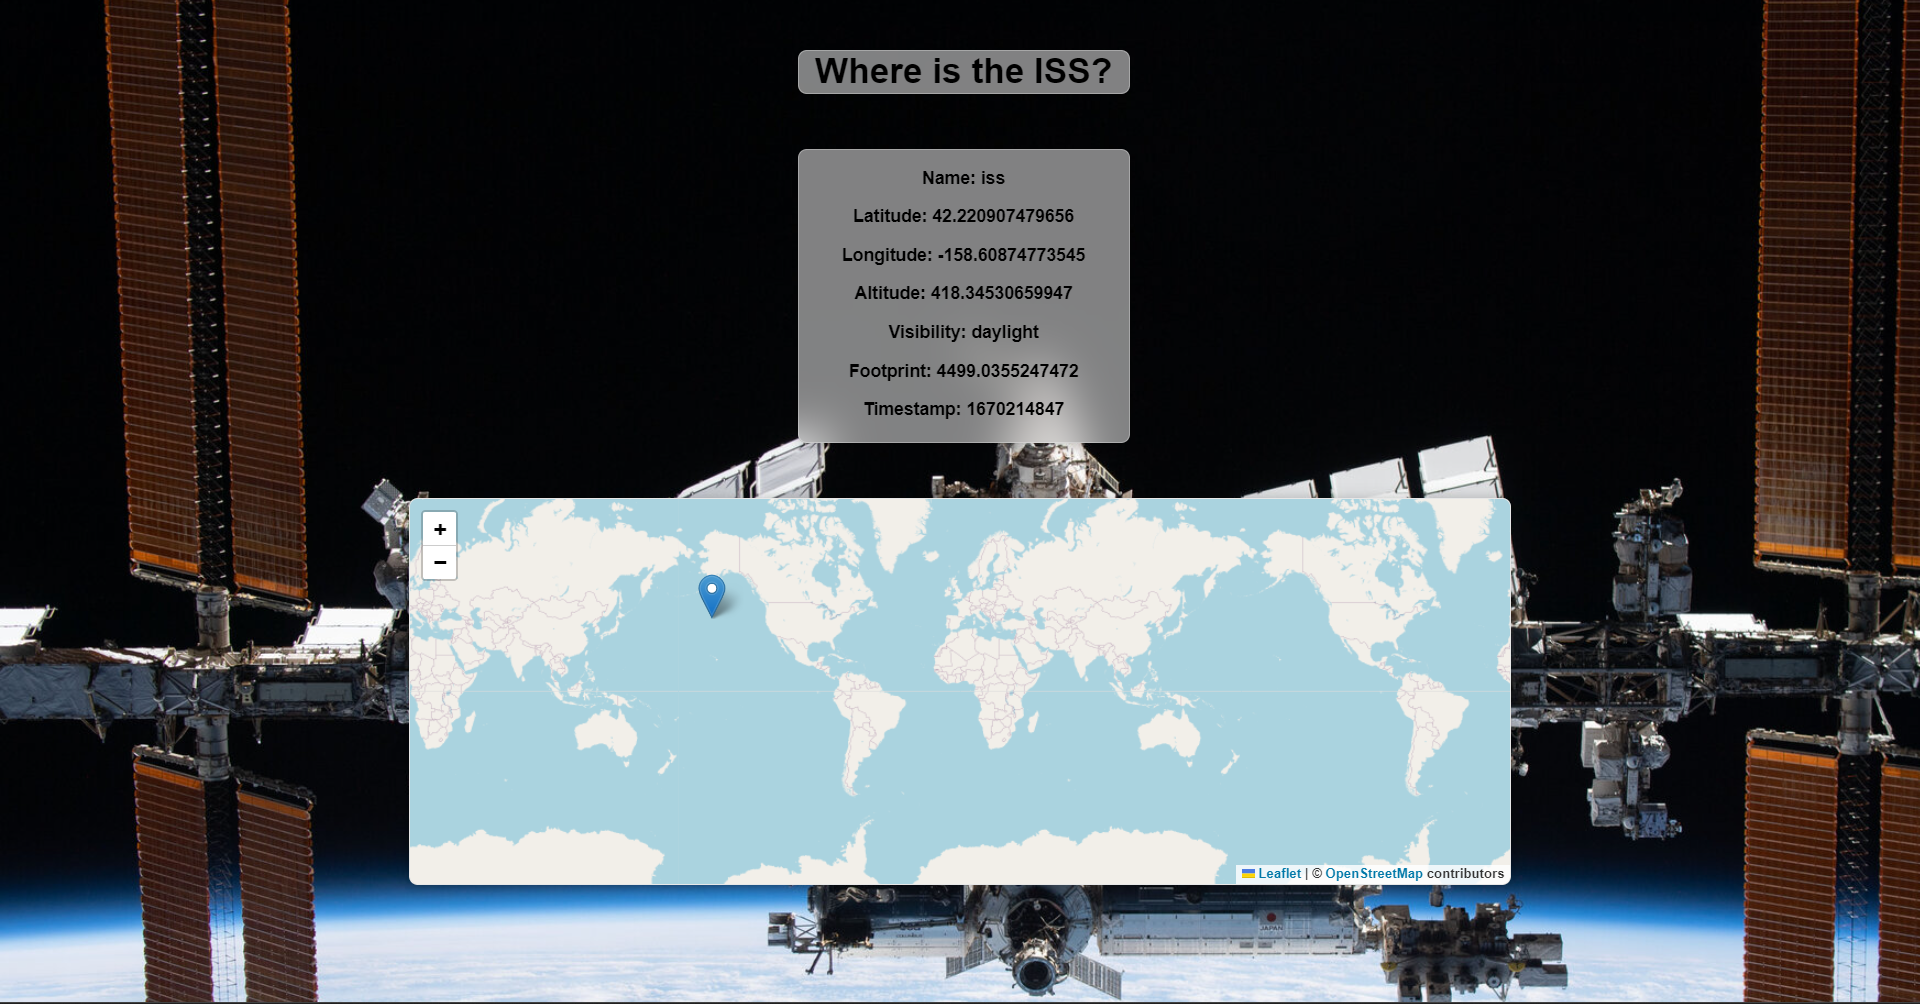 Where is the ISS?
Name: iss
Latitude: 42.220907479656
Longitude: -158.60874773545
Altitude: 418.34530659947
Visibility: daylight
Footprint: 4499.0355247472
Timestamp: 1670214847
+
−
Leaflet | © OpenStreetMap contributors
JAPAN